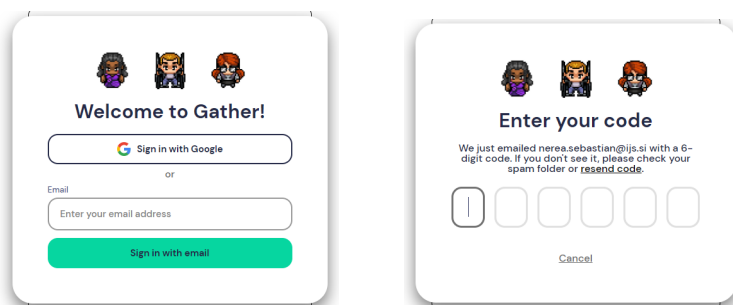 Welcome to Gather!
Sign in with Google
or
Email
Enter your email address
Sign in with email
Enter your code
We just emailed nerea.sebastian@ijs.si with a 6-
digit code. If you don't see it, please check your
spam folder or resend code.
Cancel